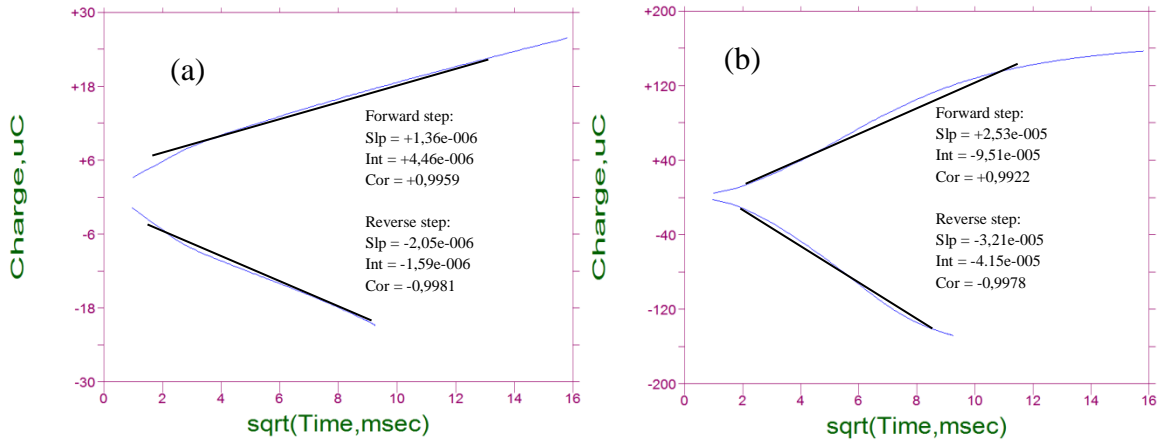 (a)
Charge,uC
+30
+18
+6
-6
-18
-30
Forward step:
Slp = +1,36e-006
Int = +4,46e-006
Cor = +0,9959
Reverse step:
Slp = -2,05e-006
Int = -1,59e-006
Cor = -0,9981
0 2 4 6 8 10 12 14 16
sqrt(Time,msec)
(b)
Charge,uC
+200
+120
+40
-40
-120
-200
Forward step:
Slp = +2,53e-005
Int = -9,51e-005
Cor = +0,9922
Reverse step:
Slp = -3,21e-005
Int = -4.15e-005
Cor = -0,9978
0 2 4 6 8 10 12 14 16
sqrt(Time,msec)